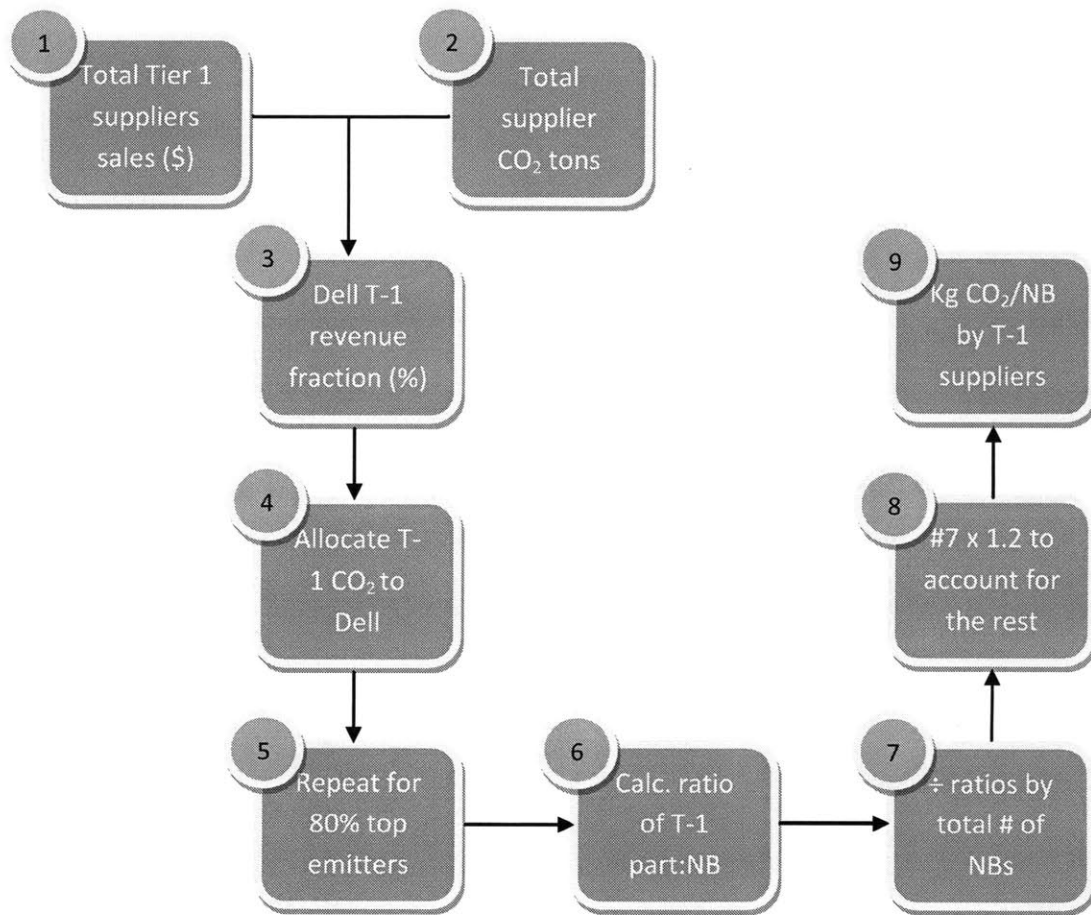 1
Total Tier 1
suppliers
sales ($)
2
Total
supplier
CO₂ tons
3
Dell T-1
revenue
fraction (%)
4
Allocate T-
1 CO₂ to
Dell
5
Repeat for
80% top
emitters
6
Calc. ratio
of T-1
part:NB
7
÷ ratios by
total # of
NBs
8
#7 x 1.2 to
account for
the rest
9
Kg CO₂/NB
by T-1
suppliers